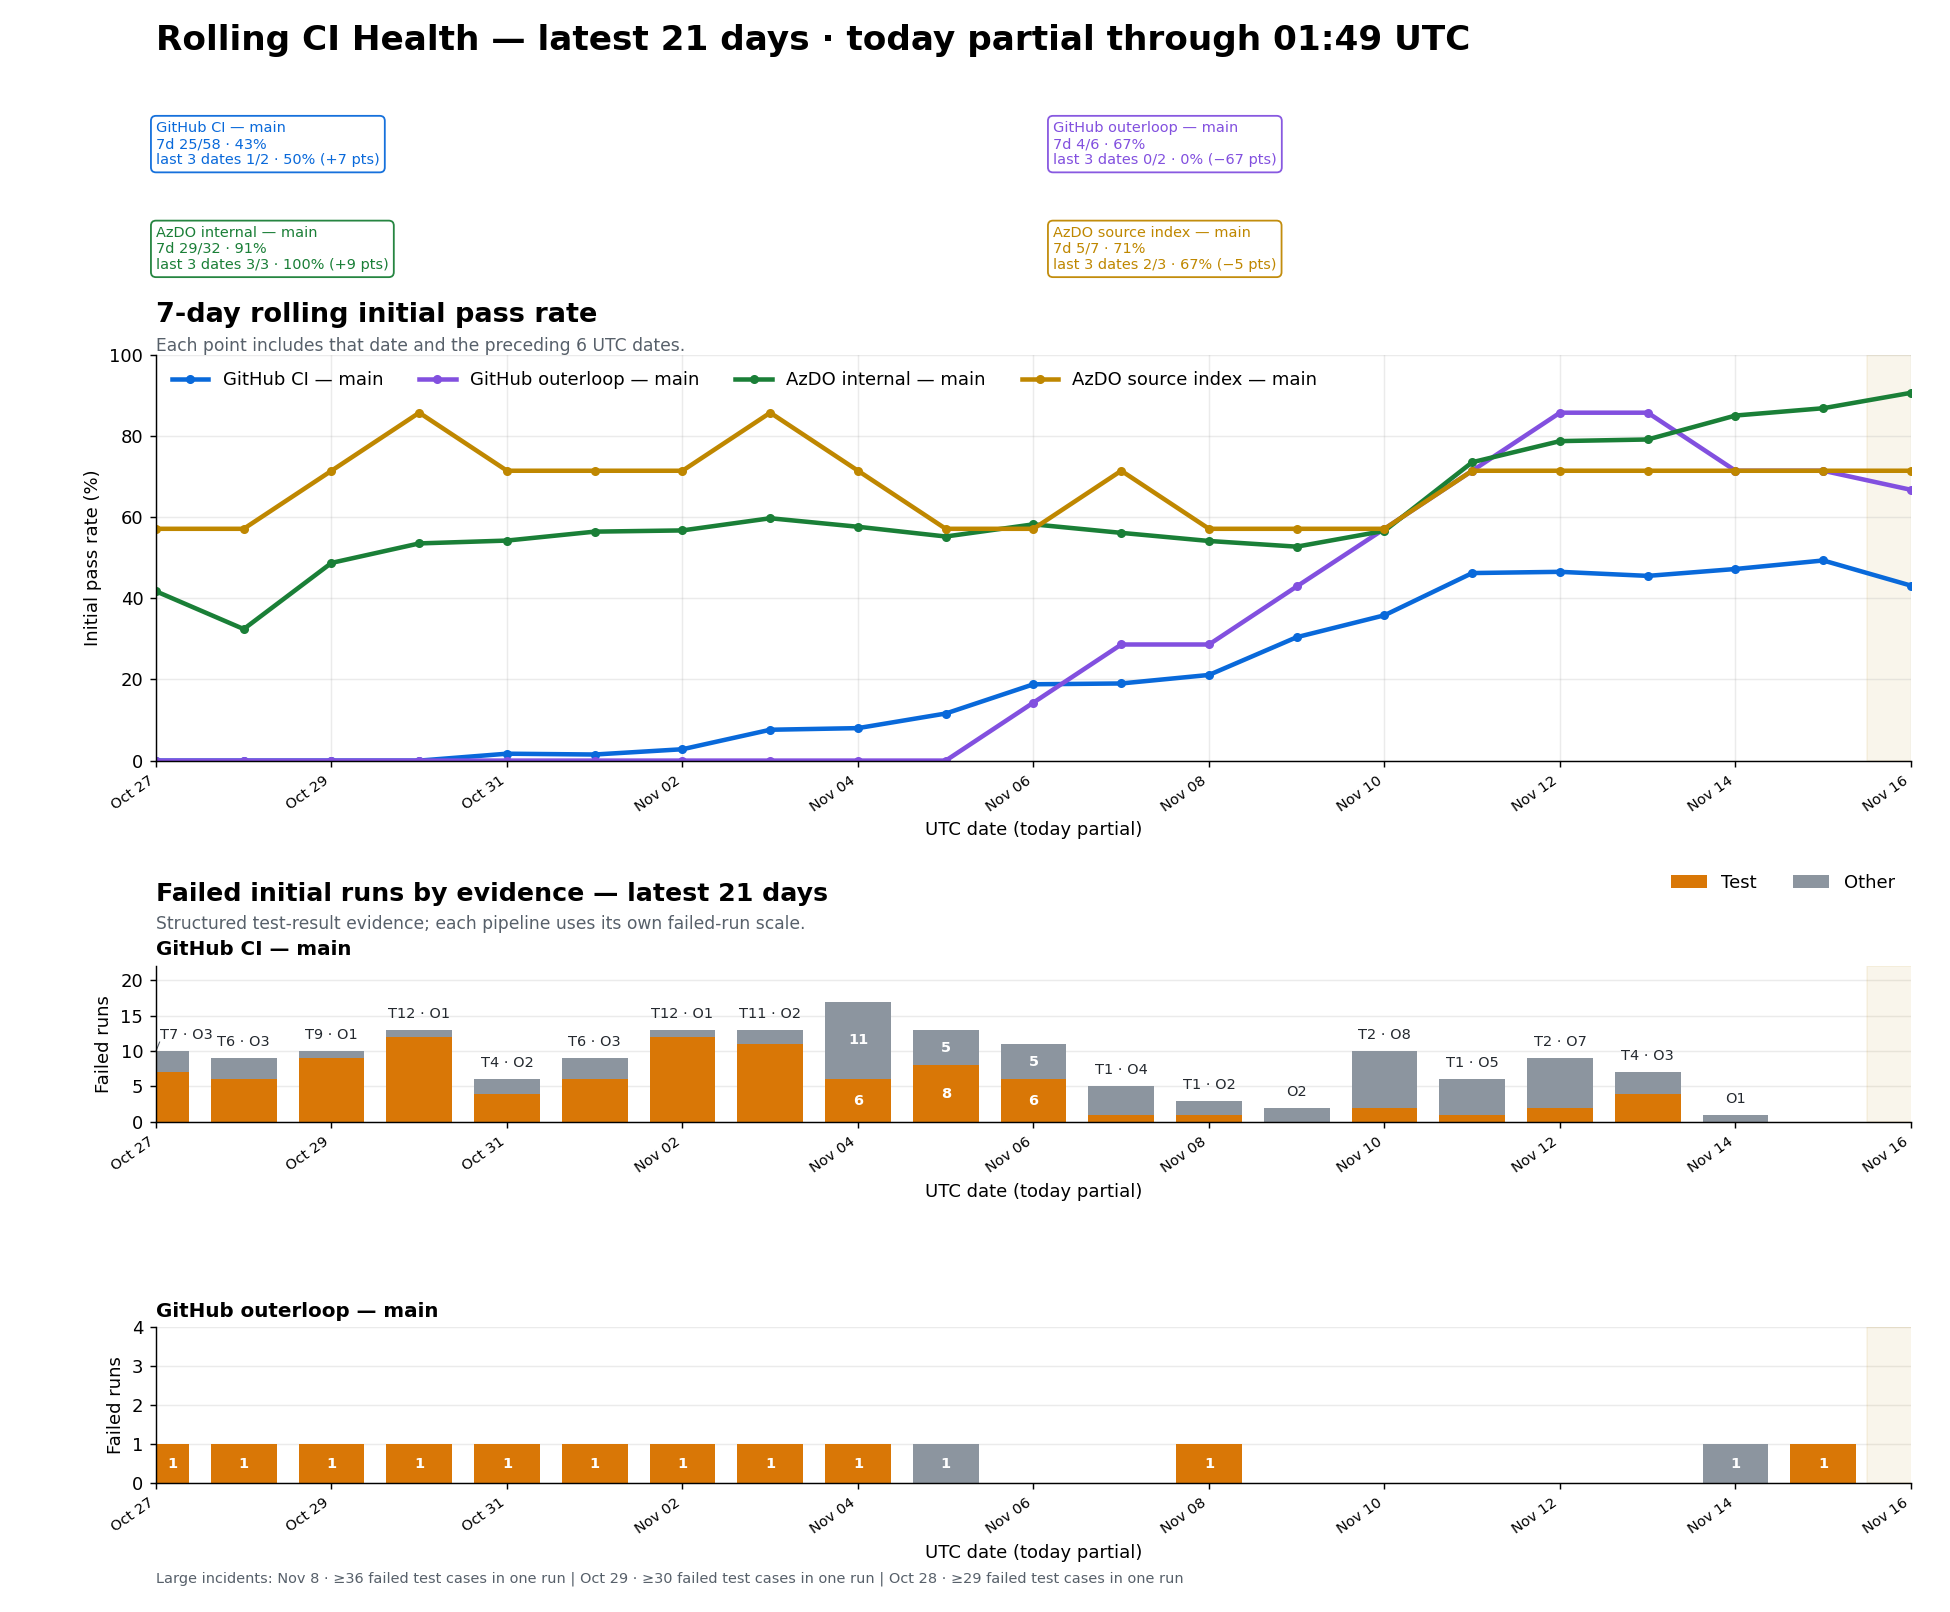 Rolling CI Health — latest 21 days · today partial through 01:49 UTC
GitHub CI — main
7d 25/58 · 43%
last 3 dates 1/2 · 50% (+7 pts)
GitHub outerloop — main
7d 4/6 · 67%
last 3 dates 0/2 · 0% (−67 pts)
AzDO internal — main
7d 29/32 · 91%
last 3 dates 3/3 · 100% (+9 pts)
AzDO source index — main
7d 5/7 · 71%
last 3 dates 2/3 · 67% (−5 pts)
7-day rolling initial pass rate
Each point includes that date and the preceding 6 UTC dates.
GitHub CI — main
GitHub outerloop — main
AzDO internal — main
AzDO source index — main
Initial pass rate (%)
100
80
60
40
20
0
Oct 27
Oct 29
Oct 31
Nov 02
Nov 04
Nov 06
Nov 08
Nov 10
Nov 12
Nov 14
Nov 16
UTC date (today partial)
Failed initial runs by evidence — latest 21 days
Test
Other
Structured test-result evidence; each pipeline uses its own failed-run scale.
GitHub CI — main
Failed runs
20
15
10
5
0
T7 · O3
T6 · O3
T9 · O1
T12 · O1
T4 · O2
T6 · O3
T12 · O1
T11 · O2
11
6
5
8
5
6
T1 · O4
T1 · O2
O2
T2 · O8
T1 · O5
T2 · O7
T4 · O3
O1
Oct 27
Oct 29
Oct 31
Nov 02
Nov 04
Nov 06
Nov 08
Nov 10
Nov 12
Nov 14
Nov 16
UTC date (today partial)
GitHub outerloop — main
Failed runs
4
3
2
1
0
1
1
1
1
1
1
1
1
1
1
1
1
1
Oct 27
Oct 29
Oct 31
Nov 02
Nov 04
Nov 06
Nov 08
Nov 10
Nov 12
Nov 14
Nov 16
UTC date (today partial)
Large incidents: Nov 8 · ≥36 failed test cases in one run | Oct 29 · ≥30 failed test cases in one run | Oct 28 · ≥29 failed test cases in one run